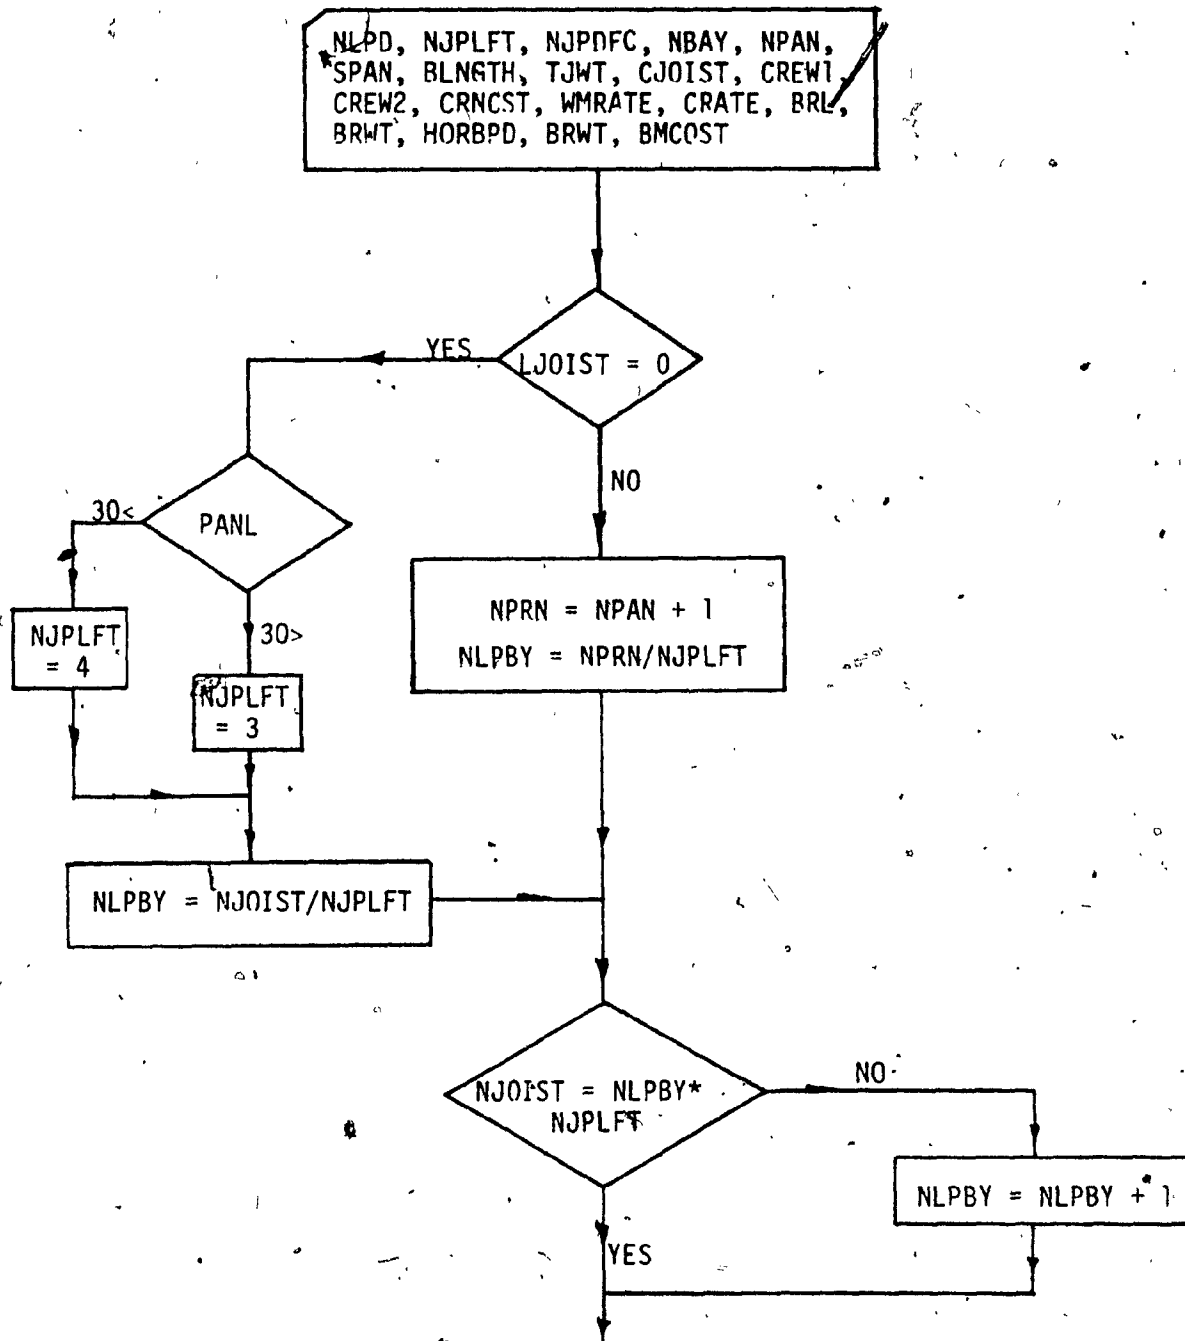 NLPD, NJPLFT, NJPDFC, NBAY, NPAN,
SPAN, BLNGTH, TJWT, CJOIST, CREW1,
CREW2, CRNCST, WMRATE, CRATE, BRL,
BRWT, HORBPD, BRWT, BMCOST
YES
LJOIST = 0
NO
30<
PANL
30>
NJPLFT
= 4
NJPLFT
= 3
NPRN = NPAN + 1
NLPBY = NPRN/NJPLFT
NLPBY = NJOIST/NJPLFT
NJOIST = NLPBY*
NJPLFT
NO
NLPBY = NLPBY + 1
YES